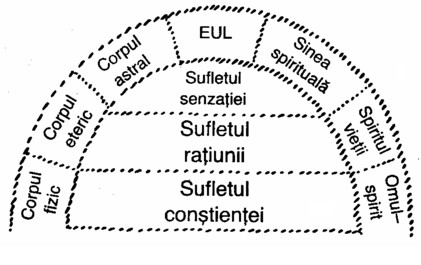 Corpul
fizic
Corpul
eteric
Corpul
astral
EUL
Sinea
spirituală
Spiritul
vieții
Omul–
spirit
Sufletul
senzației
Sufletul
rațiunii
Sufletul
conștienței